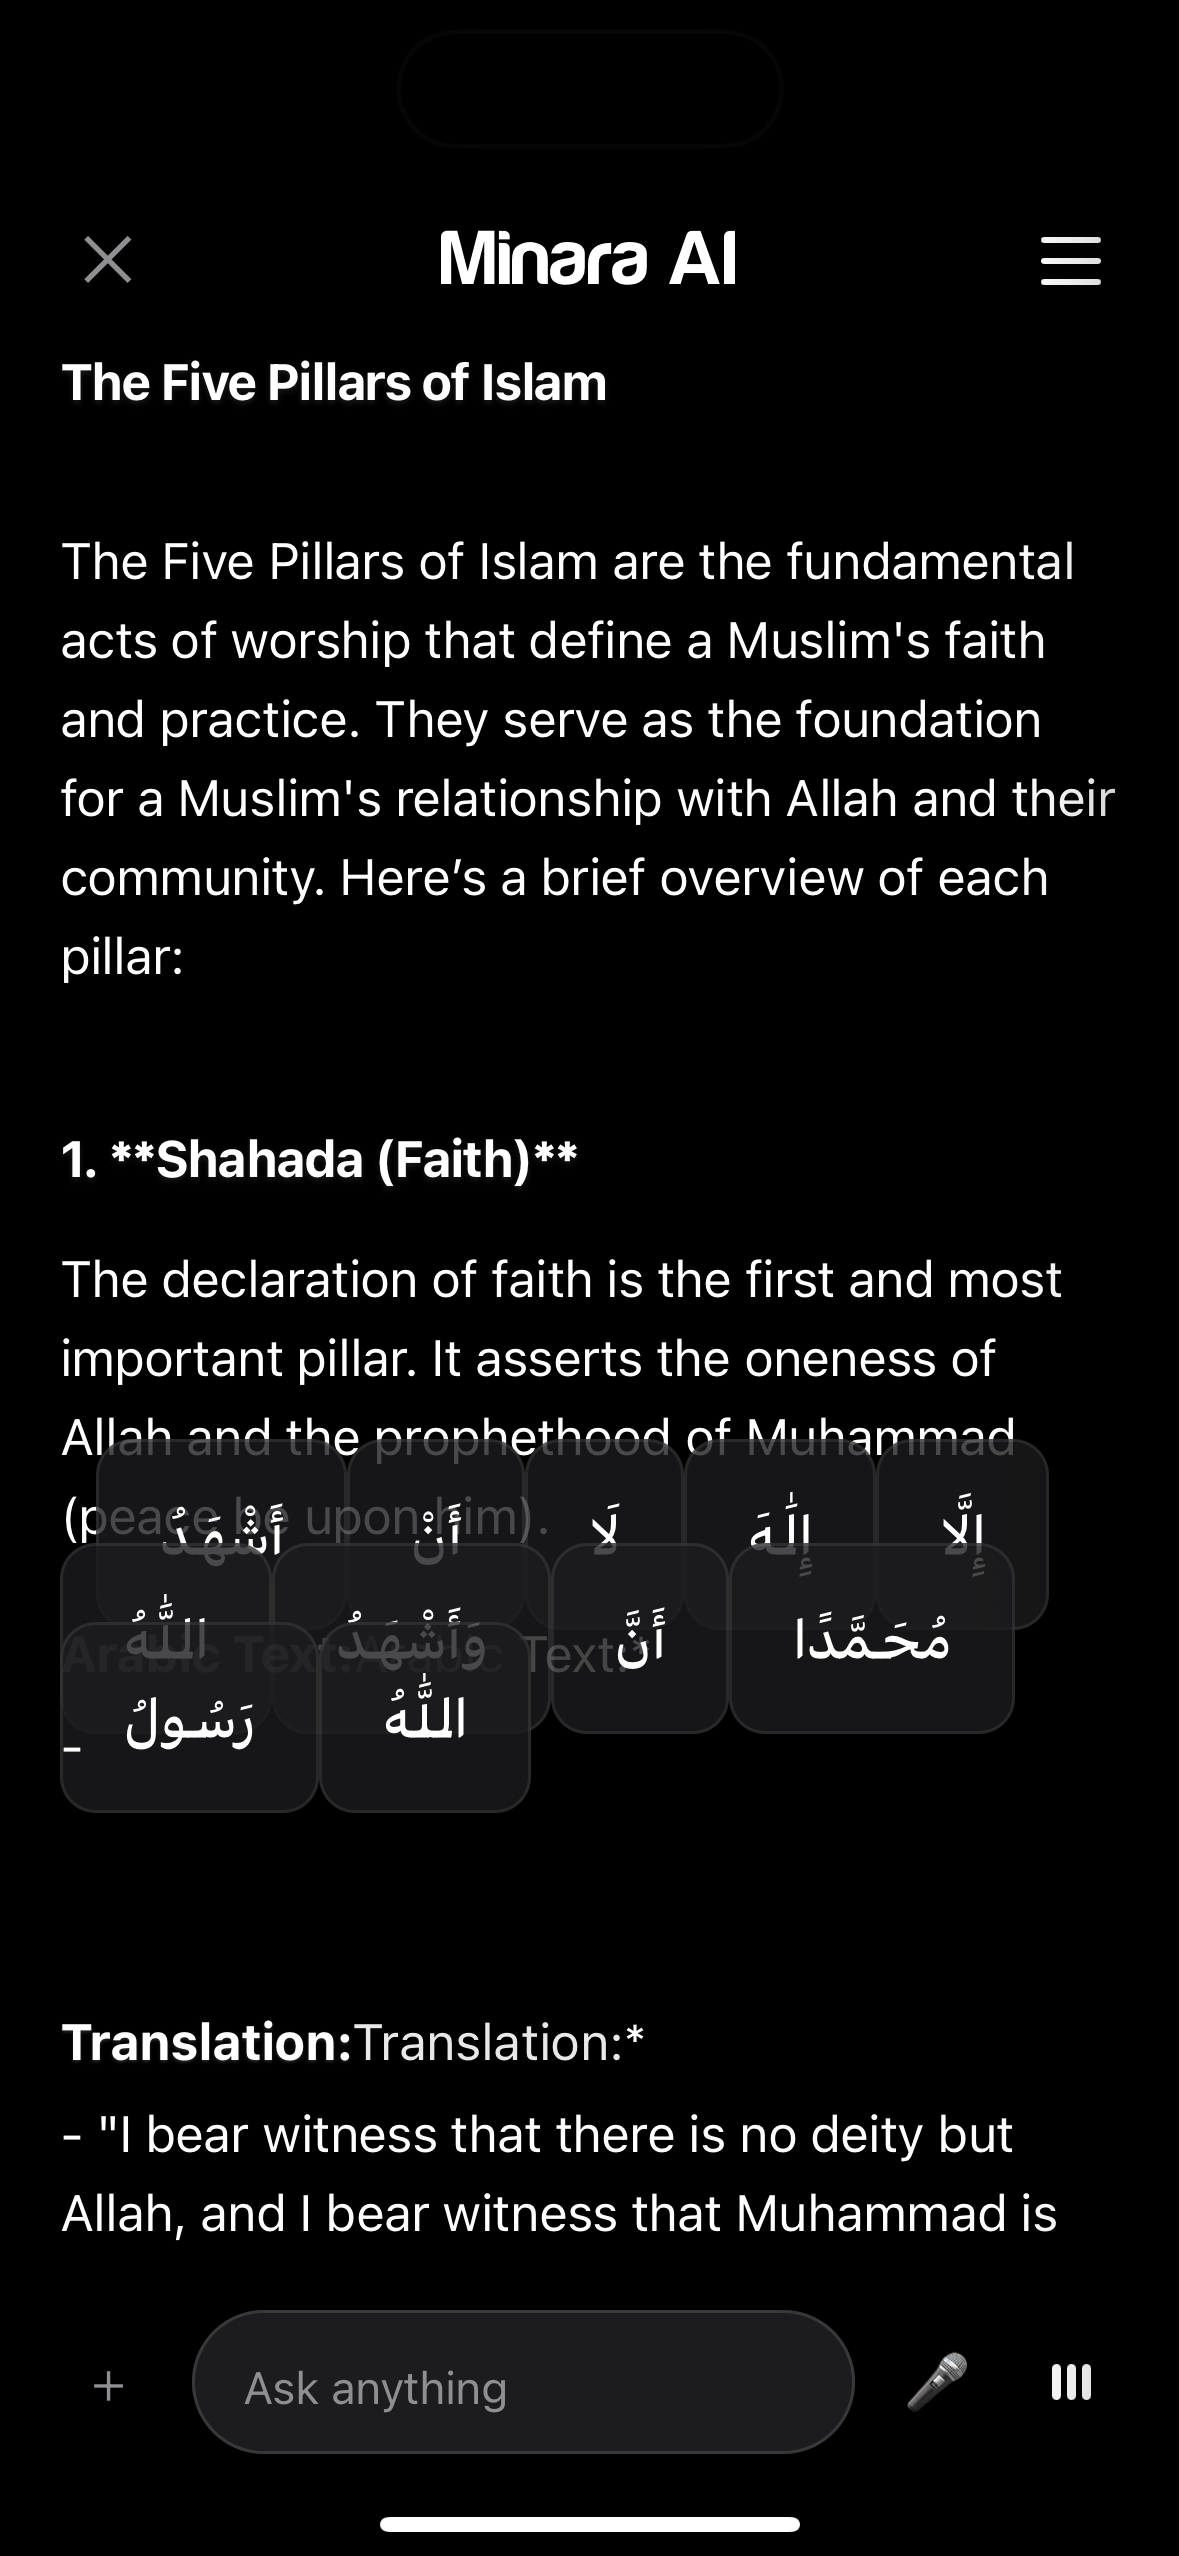 Minara AI
The Five Pillars of Islam
The Five Pillars of Islam are the fundamental
acts of worship that define a Muslim's faith
and practice. They serve as the foundation
for a Muslim's relationship with Allah and their
community. Here’s a brief overview of each
pillar:
1. **Shahada (Faith)**
The declaration of faith is the first and most
important pillar. It asserts the oneness of
Allah and the prophethood of Muhammad
(peace be upon him).
أَشْهَدُ أَنْ لَا إِلَٰهَ إِلَّا
Arabic Text:Arabic Text:*
اللَّهُ وَأَشْهَدُ أَنَّ مُحَمَّدًا
- رَسُولُ اللَّهُ
Translation:Translation:*
- "I bear witness that there is no deity but
Allah, and I bear witness that Muhammad is
Ask anything